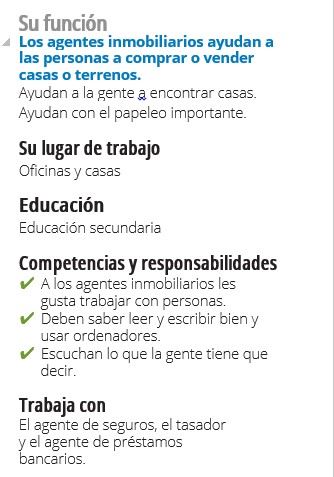 Su función
Los agentes inmobiliarios ayudan a
las personas a comprar o vender
casas o terrenos.
Ayudan a la gente a encontrar casas.
Ayudan con el papeleo importante.
Su lugar de trabajo
Oficinas y casas
Educación
Educación secundaria
Competencias y responsabilidades
✔ A los agentes inmobiliarios les
gusta trabajar con personas.
✔ Deben saber leer y escribir bien y
usar ordenadores.
✔ Escuchan lo que la gente tiene que
decir.
Trabaja con
El agente de seguros, el tasador
y el agente de préstamos
bancarios.